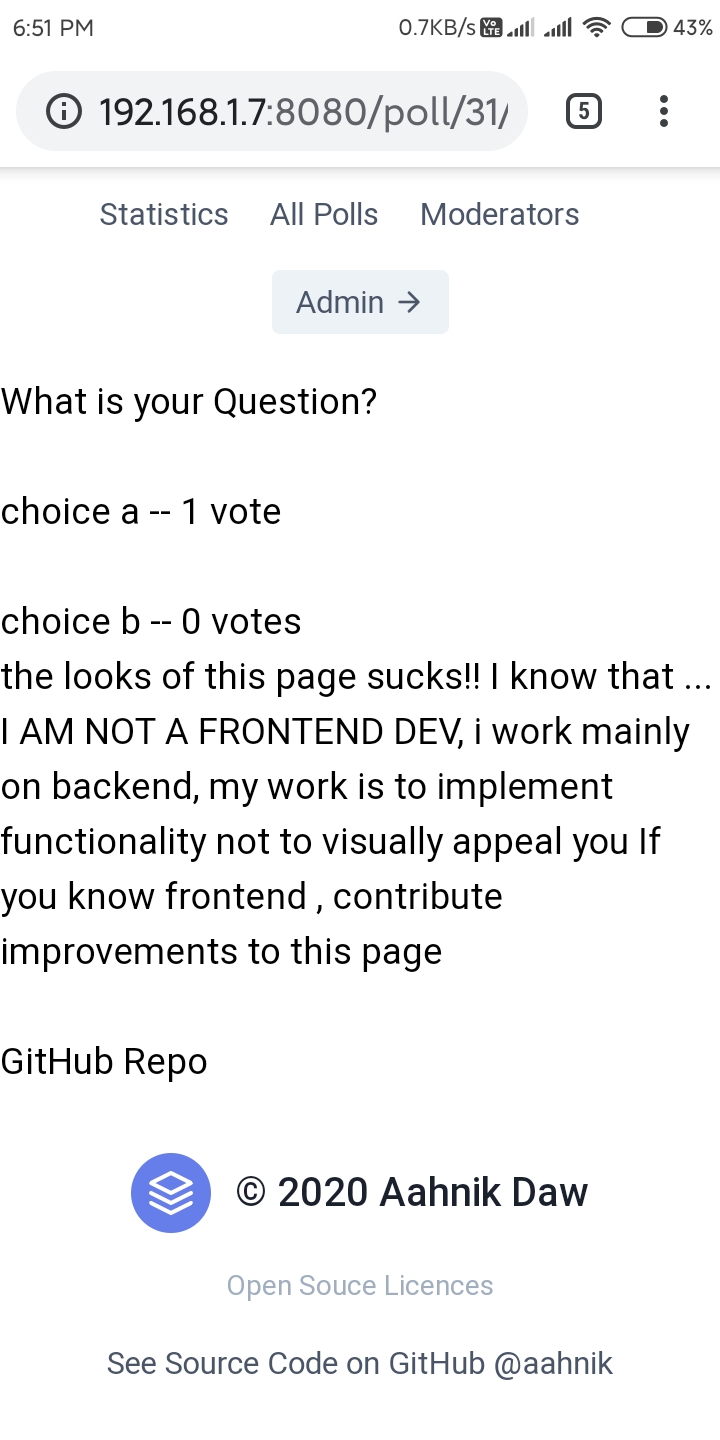 6:51 PM 0.7KB/s Vo LTE 43%
192.168.1.7:8080/poll/31/ 5
Statistics All Polls Moderators
Admin →
What is your Question?
choice a -- 1 vote
choice b -- 0 votes
the looks of this page sucks!! I know that ...
I AM NOT A FRONTEND DEV, i work mainly
on backend, my work is to implement
functionality not to visually appeal you If
you know frontend , contribute
improvements to this page
GitHub Repo
© 2020 Aahnik Daw
Open Souce Licences
See Source Code on GitHub @aahnik